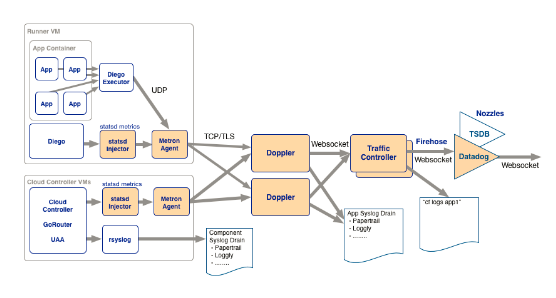 Runner VM
App Container
App
App
App
App
Diego
Executor
UDP
Diego
statsd metrics
statsd
Injector
Metron
Agent
TCP/TLS
Doppler
Doppler
Websocket
Traffic
Controller
Firehose
Websocket
Nozzles
TSDB
Datadog
Websocket
Cloud Controller VMs
statsd metrics
Cloud
Controller
GoRouter
UAA
statsd
Injector
Metron
Agent
rsyslog
Component
Syslog Drain
- Papertrail
- Loggly
- ........
App Syslog Drain
- Papertrail
- Loggly
- ........
"cf logs app1"